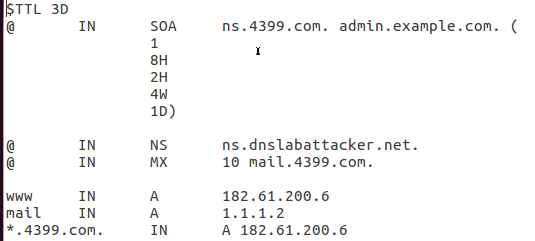 $TTL 3D
@ IN SOA ns.4399.com. admin.example.com. (
1
8H
2H
4W
1D)
@ IN NS ns.dnslabattacker.net.
@ IN MX 10 mail.4399.com.
www IN A 182.61.200.6
mail IN A 1.1.1.2
*.4399.com. IN A 182.61.200.6